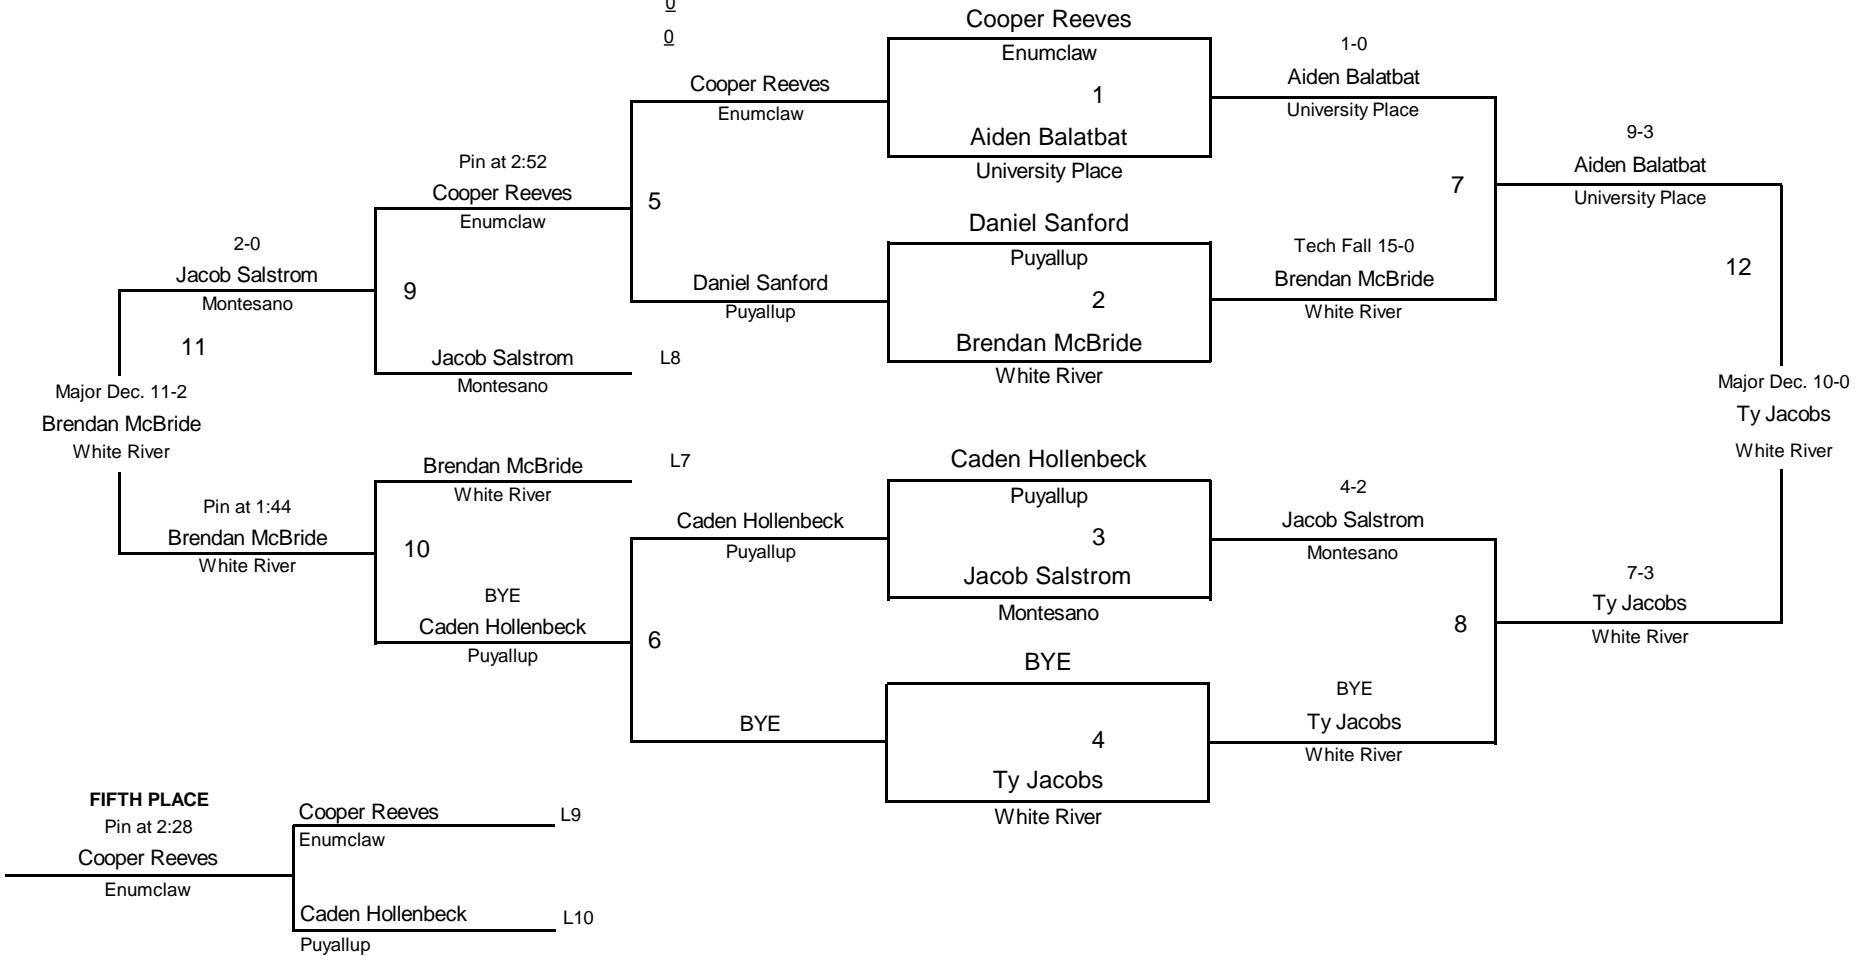 0
0
Cooper Reeves
Enumclaw
1
Aiden Balatbat
University Place
1-0
Aiden Balatbat
University Place
Cooper Reeves
Enumclaw
9-3
Aiden Balatbat
University Place
7
Pin at 2:52
Cooper Reeves
Enumclaw
5
Daniel Sanford
Puyallup
2
Brendan McBride
White River
Tech Fall 15-0
Brendan McBride
White River
12
2-0
Jacob Salstrom
Montesano
9
Daniel Sanford
Puyallup
11
Jacob Salstrom
Montesano
L8
Major Dec. 11-2
Brendan McBride
White River
Major Dec. 10-0
Ty Jacobs
White River
Brendan McBride
White River
L7
Caden Hollenbeck
Puyallup
3
Jacob Salstrom
Montesano
4-2
Jacob Salstrom
Montesano
Pin at 1:44
Brendan McBride
White River
10
Caden Hollenbeck
Puyallup
BYE
Caden Hollenbeck
Puyallup
6
8
7-3
Ty Jacobs
White River
BYE
4
Ty Jacobs
White River
BYE
Ty Jacobs
White River
BYE
FIFTH PLACE
Pin at 2:28
Cooper Reeves
Enumclaw
Cooper Reeves
Enumclaw
L9
Caden Hollenbeck
Puyallup
L10